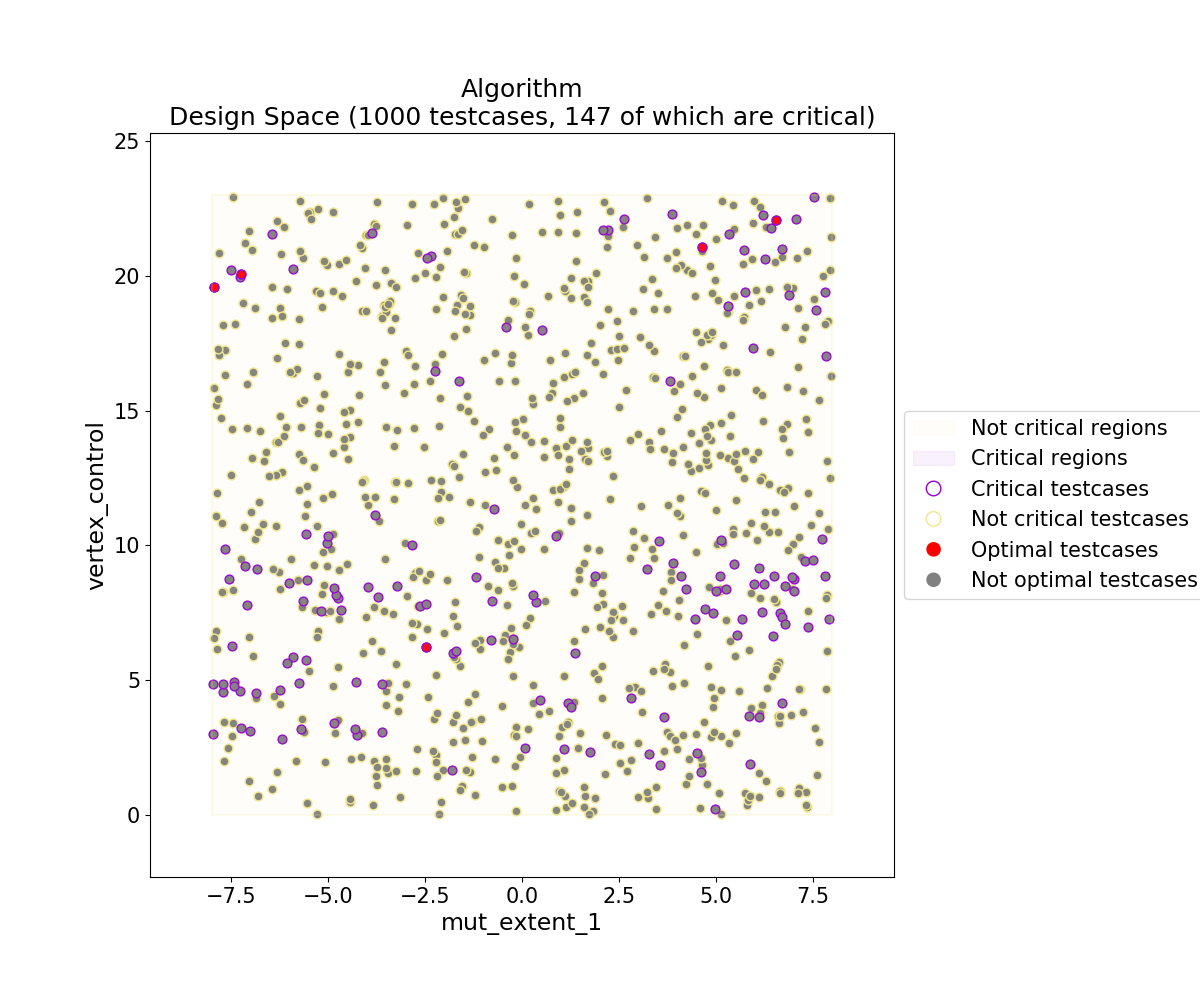 Algorithm
Design Space (1000 testcases, 147 of which are critical)
25
20
15
10
5
0
vertex_control
−7.5
−5.0
−2.5
0.0
2.5
5.0
7.5
mut_extent_1
Not critical regions
Critical regions
Critical testcases
Not critical testcases
Optimal testcases
Not optimal testcases